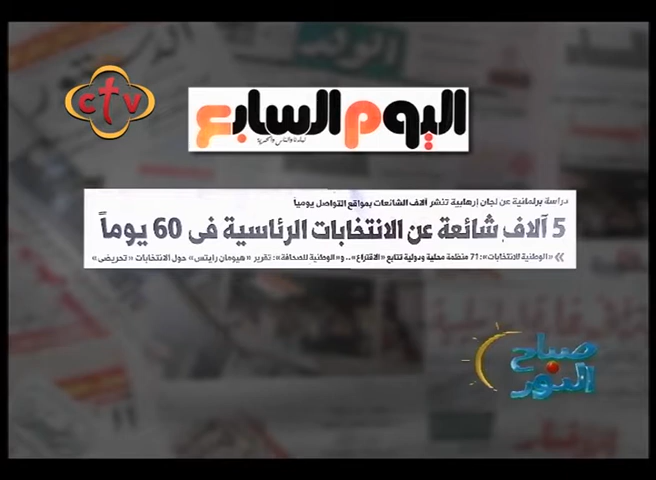 ctv
اليوم السابع
دراسة برلمانية عن لجان إرهابية تنشر آلاف الشائعات بمواقع التواصل يومياً
5 آلاف شائعة عن الانتخابات الرئاسية فى 60 يوماً
» «الوطنية للانتخابات»: 71 منظمة محلية ودولية تتابع «الاقتراع».. و«الوطنية للصحافة»: تقرير «هيومان رايتس» حول الانتخابات «تحريضى»
صباح
النور